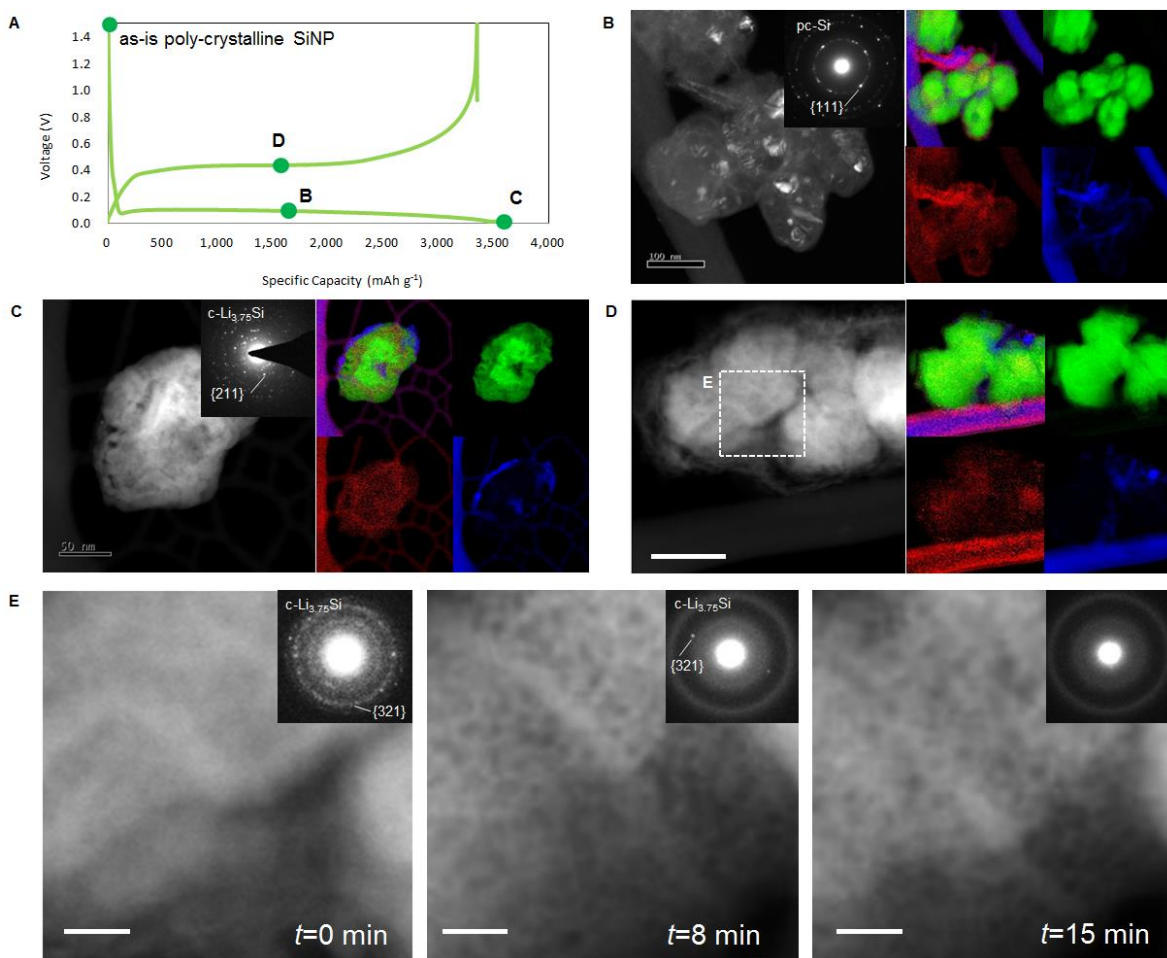 A
as-is poly-crystalline SiNP
1.4
1.2
1.0
0.8
0.6
0.4
0.2
0.0
Voltage (V)
D
B
C
0
500
1,000
1,500
2,000
2,500
3,000
3,500
4,000
Specific Capacity (mAh g⁻¹)
B
pc-Si
{111}
100 nm
C
c-Li₃.₇₅Si
{211}
50 nm
D
E
E
c-Li₃.₇₅Si
{321}
t=0 min
c-Li₃.₇₅Si
{321}
t=8 min
t=15 min